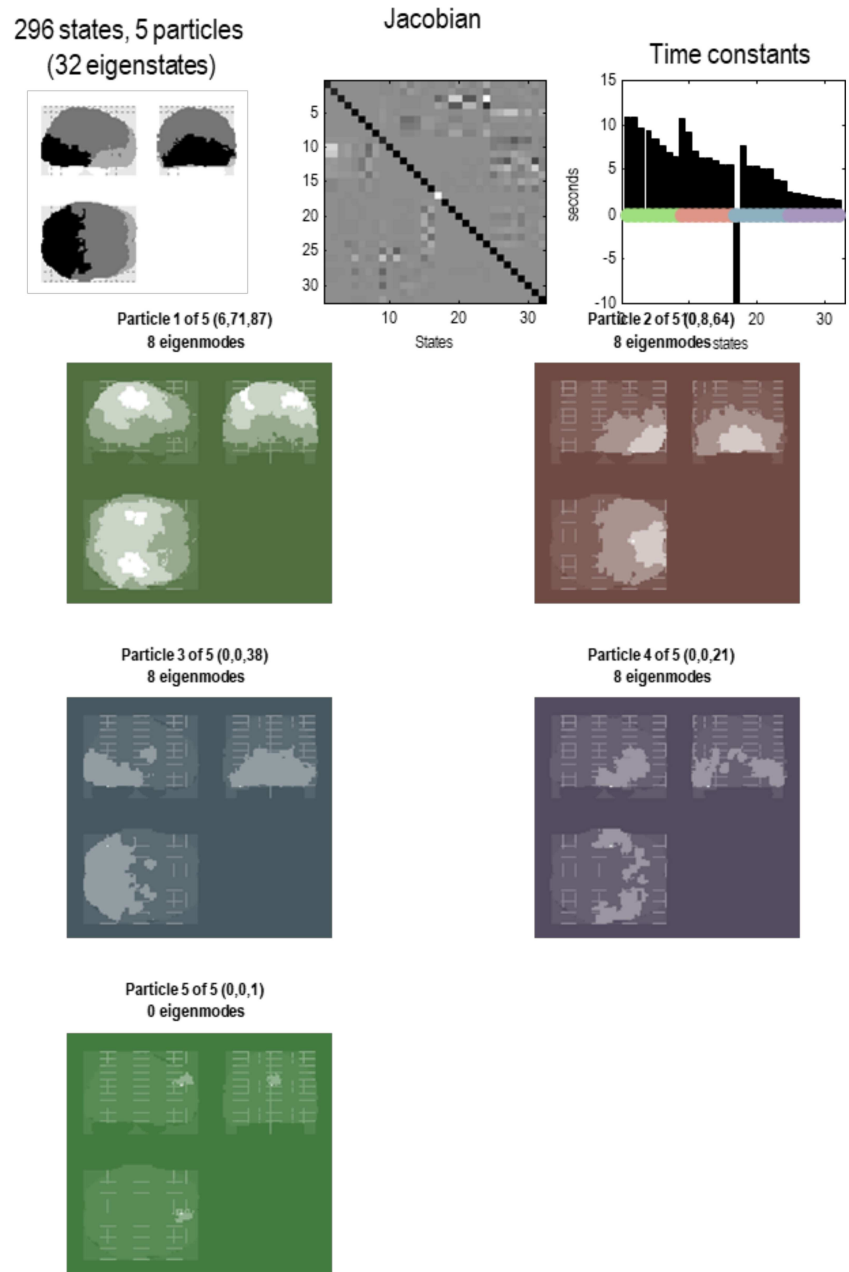 296 states, 5 particles
(32 eigenstates)
Jacobian
5
10
15
20
25
30
10
20
30
States
Time constants
15
10
5
0
-5
-10
seconds
20
30
states
Particle 1 of 5 (6,71,87)
8 eigenmodes
Particle 2 of 5 (0,8,64)
8 eigenmodes
Particle 3 of 5 (0,0,38)
8 eigenmodes
Particle 4 of 5 (0,0,21)
8 eigenmodes
Particle 5 of 5 (0,0,1)
0 eigenmodes